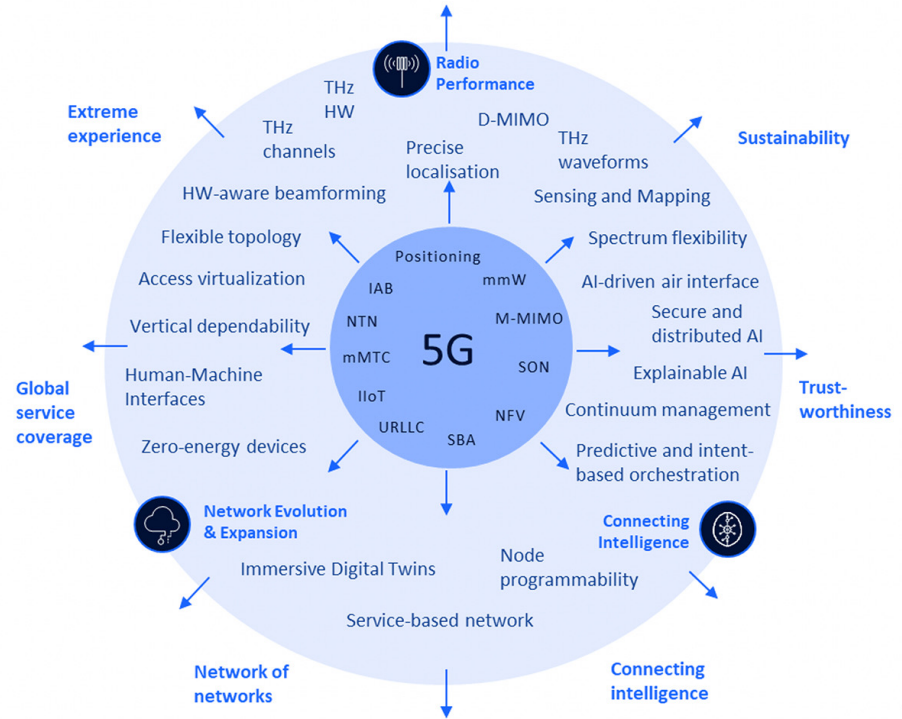 Radio
Performance
Extreme
experience
Sustainability
THz
HW
THz
channels
D-MIMO
THz
waveforms
Precise
localisation
HW-aware beamforming
Sensing and Mapping
Flexible topology
Spectrum flexibility
Access virtualization
AI-driven air interface
Vertical dependability
Secure and
distributed AI
Human-Machine
Interfaces
Explainable AI
Continuum management
Zero-energy devices
Predictive and intent-
based orchestration
Positioning
mmW
IAB
NTN
M-MIMO
5G
mMTC
SON
IIoT
NFV
URLLC
SBA
Global
service
coverage
Trust-
worthiness
Network Evolution
& Expansion
Connecting
Intelligence
Immersive Digital Twins
Node
programmability
Service-based network
Network of
networks
Connecting
intelligence